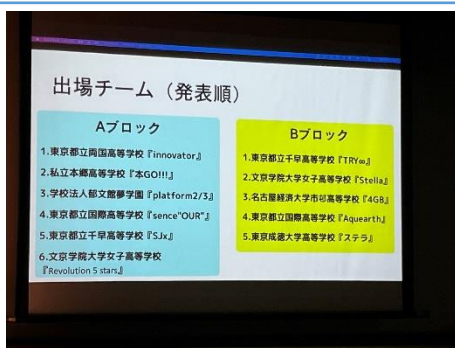 出場チーム（発表順）
Aブロック
1.東京都立両国高等学校『innovator』
2.私立本郷高等学校『本GO!!!』
3.学校法人郁文館夢学園『platform2/3』
4.東京都立国際高等学校『sence"OUR"』
5.東京都立千早高等学校『SJx』
6.文京学院大学女子高等学校
『Revolution 5 stars』
Bブロック
1.東京都立千早高等学校『TRY∞』
2.文京学院大学女子高等学校『Stella』
3.名古屋経済大学市邨高等学校『4GB』
4.東京都立国際高等学校『Aquearth』
5.東京成徳大学高等学校『ステラ』